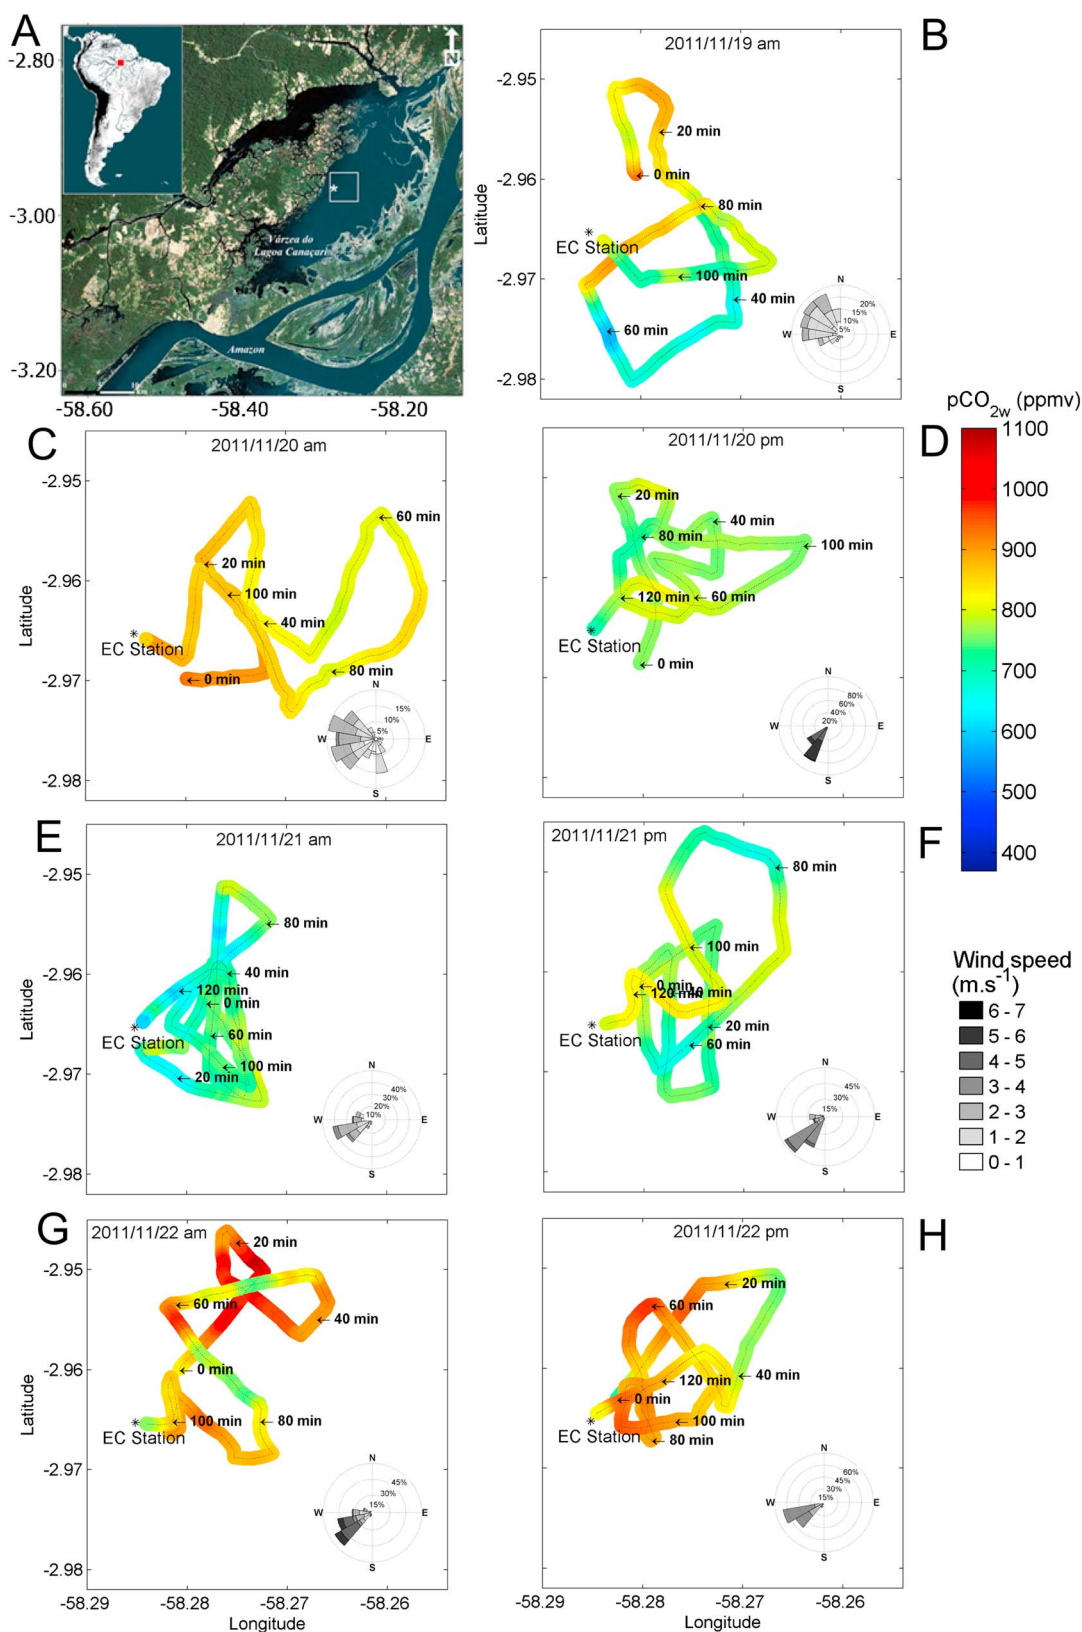 A
-2.80
-3.00
-3.20
-58.60
-58.40
-58.20
N
Várzea do
Lagoa Canaçari
Amazon
B
2011/11/19 am
-2.95
-2.96
-2.97
-2.98
Latitude
20 min
0 min
80 min
EC Station
100 min
40 min
60 min
N
20%
15%
10%
5%
W
E
S
C
2011/11/20 am
-2.95
-2.96
-2.97
-2.98
Latitude
60 min
20 min
100 min
40 min
EC Station
80 min
0 min
N
15%
10%
5%
W
E
S
D
2011/11/20 pm
20 min
40 min
80 min
100 min
120 min
60 min
EC Station
0 min
N
80%
60%
40%
20%
W
E
S
pCO2w (ppmv)
1100
1000
900
800
700
600
500
400
E
2011/11/21 am
-2.95
-2.96
-2.97
-2.98
Latitude
80 min
40 min
120 min
0 min
EC Station
60 min
100 min
20 min
N
40%
30%
20%
10%
W
E
S
F
2011/11/21 pm
80 min
100 min
0 min
120 min
40 min
20 min
EC Station
60 min
N
45%
30%
15%
W
E
S
Wind speed
(m.s-1)
6 - 7
5 - 6
4 - 5
3 - 4
2 - 3
1 - 2
0 - 1
G
2011/11/22 am
-2.95
-2.96
-2.97
-2.98
Latitude
20 min
60 min
40 min
0 min
100 min
80 min
EC Station
N
45%
30%
15%
W
E
S
-58.29
-58.28
-58.27
-58.26
Longitude
H
2011/11/22 pm
20 min
60 min
40 min
120 min
0 min
100 min
EC Station
80 min
N
60%
45%
30%
15%
W
E
S
-58.29
-58.28
-58.27
-58.26
Longitude